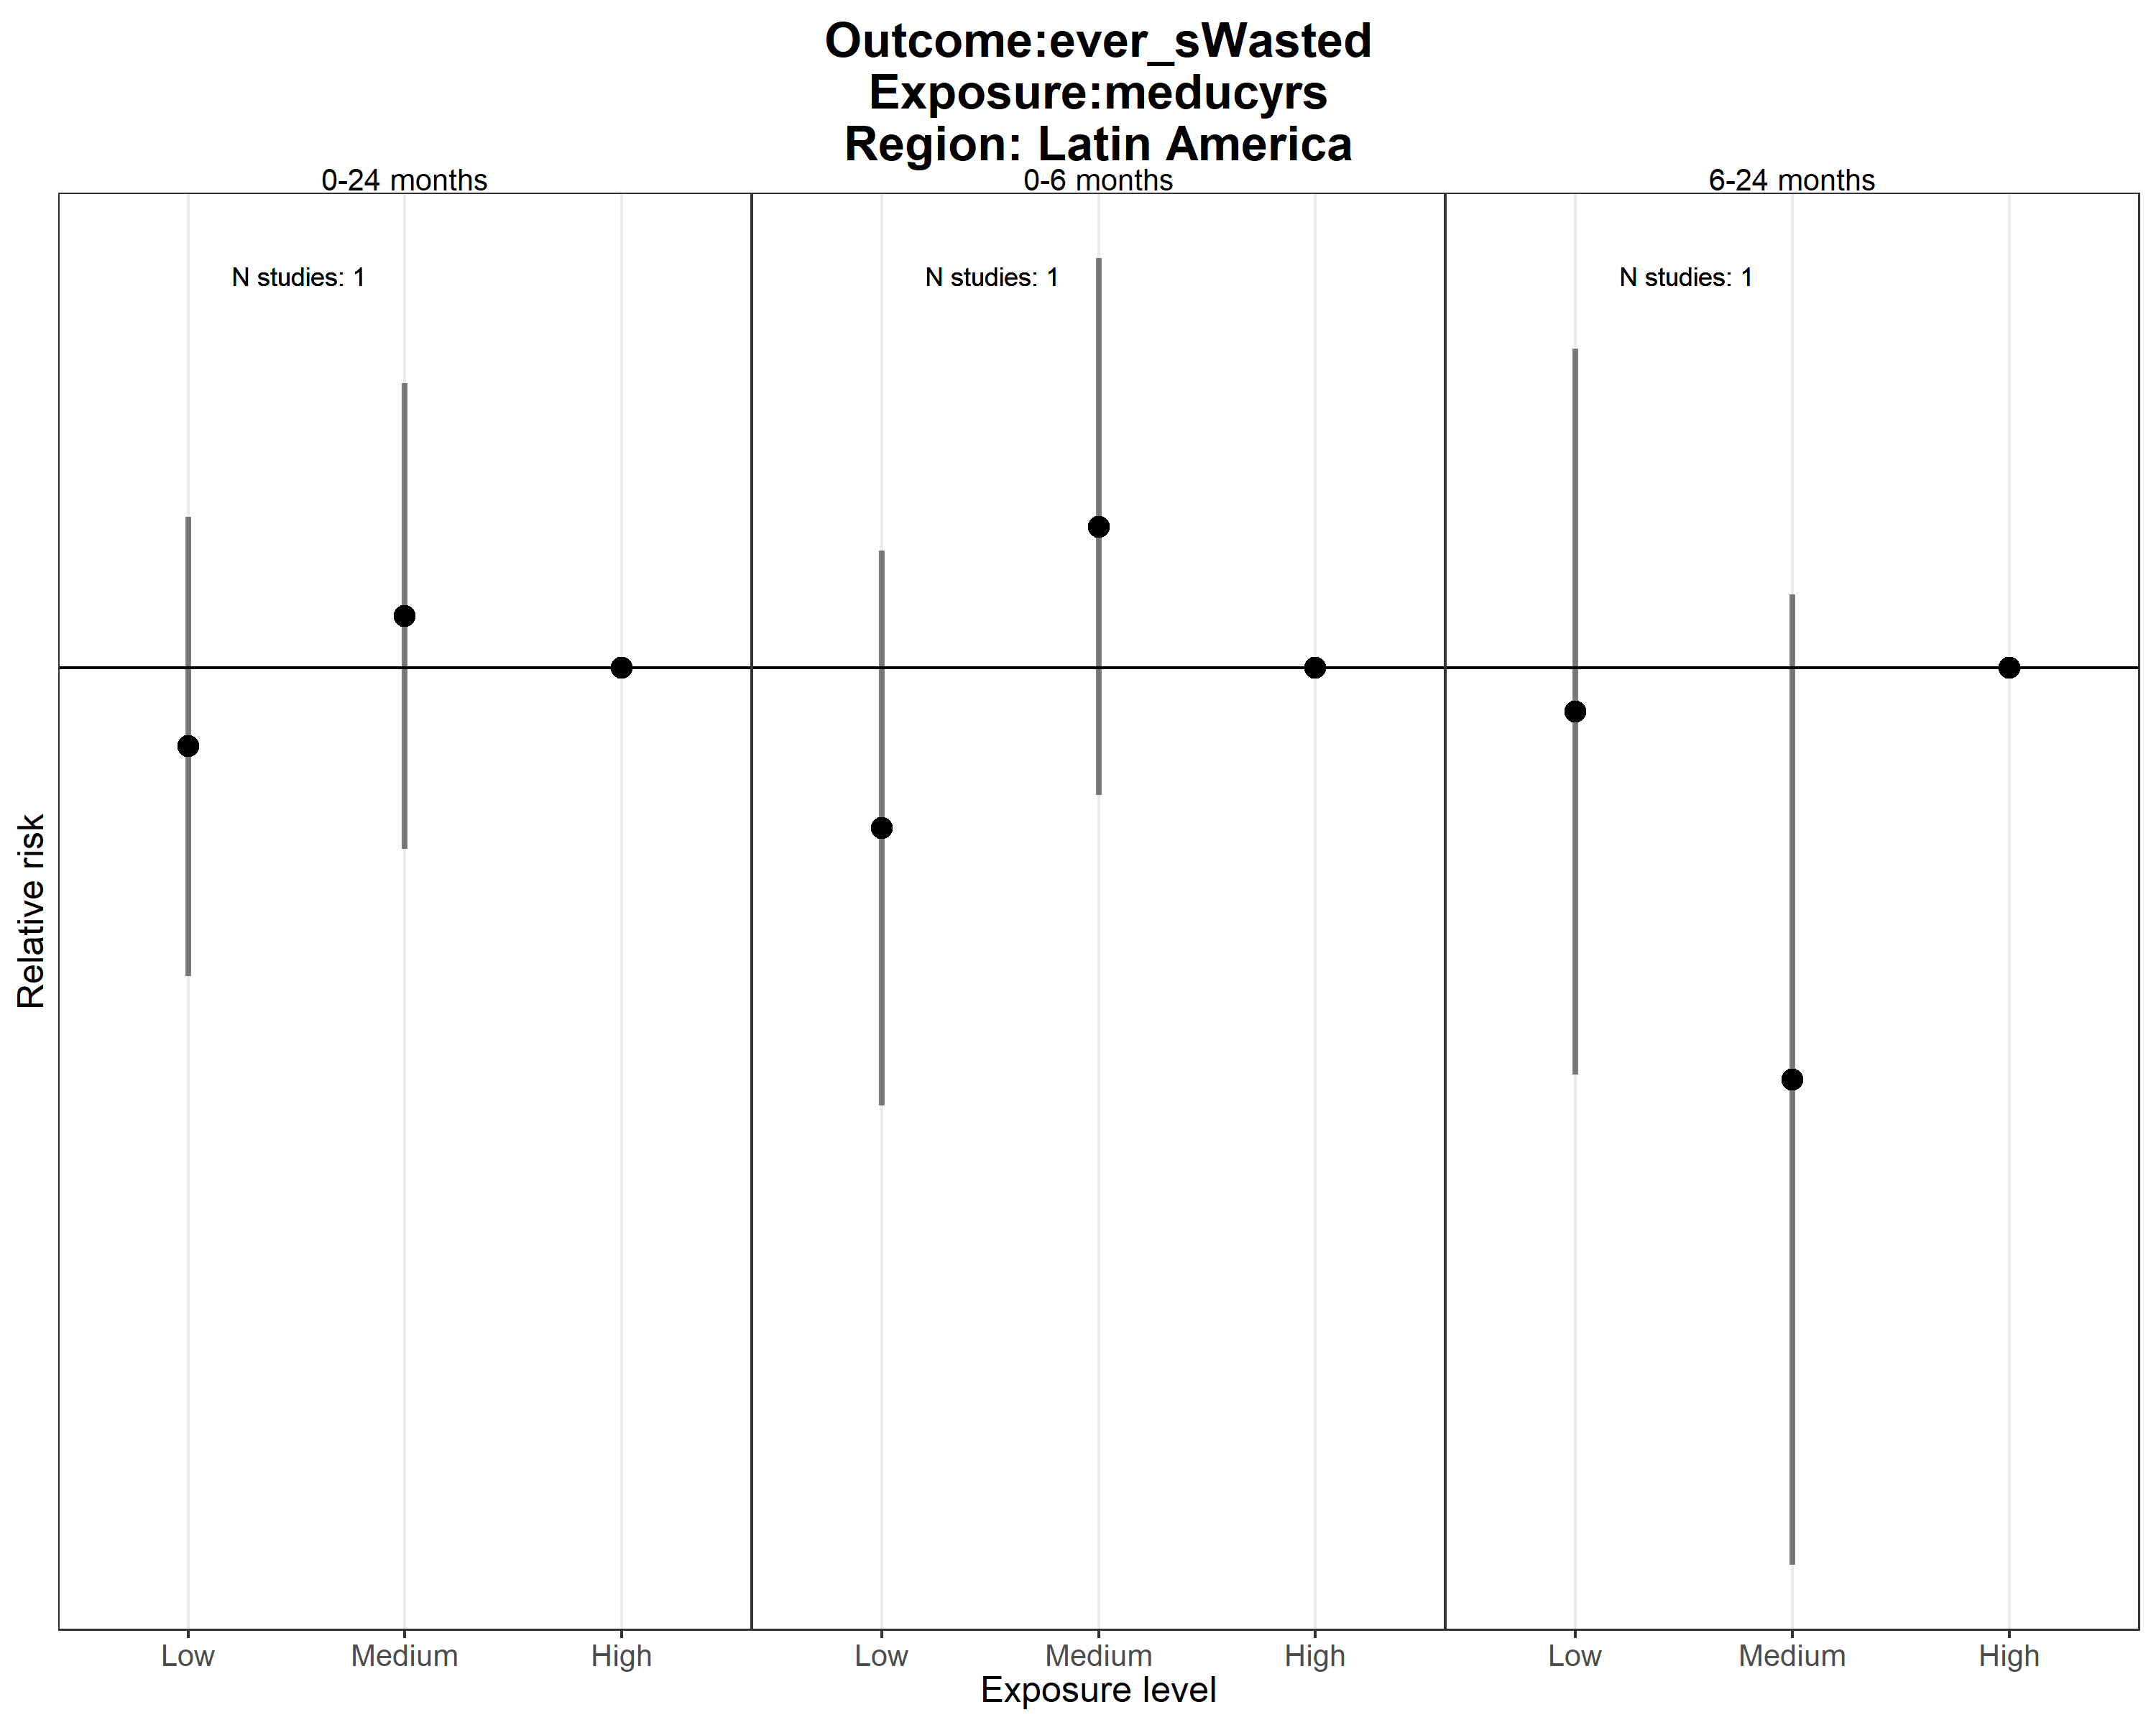 Outcome:ever_sWasted
Exposure:meducyrs
Region: Latin America
0-24 months
0-6 months
6-24 months
N studies: 1
N studies: 1
N studies: 1
Relative risk
Low
Medium
High
Low
Medium
High
Low
Medium
High
Exposure level